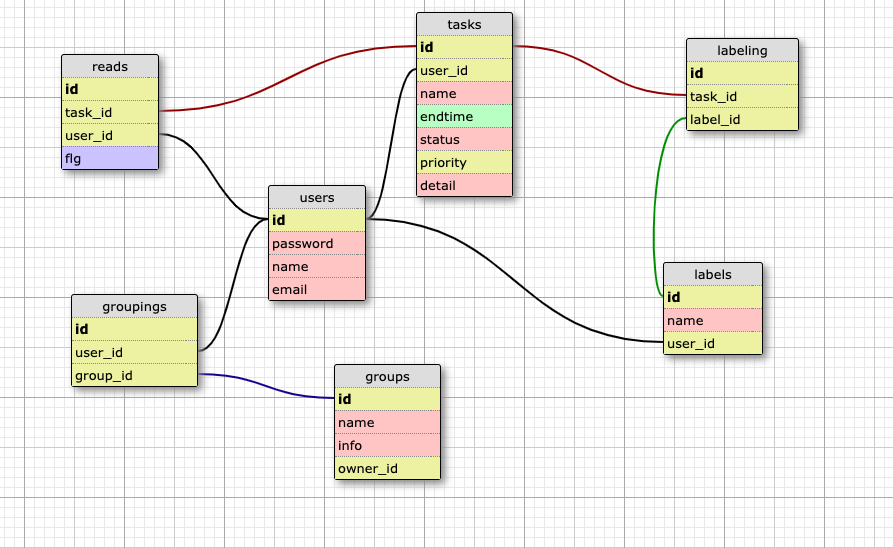 tasks
id
user_id
name
endtime
status
priority
detail
labeling
id
task_id
label_id
reads
id
task_id
user_id
flg
users
id
password
name
email
labels
id
name
user_id
groupings
id
user_id
group_id
groups
id
name
info
owner_id